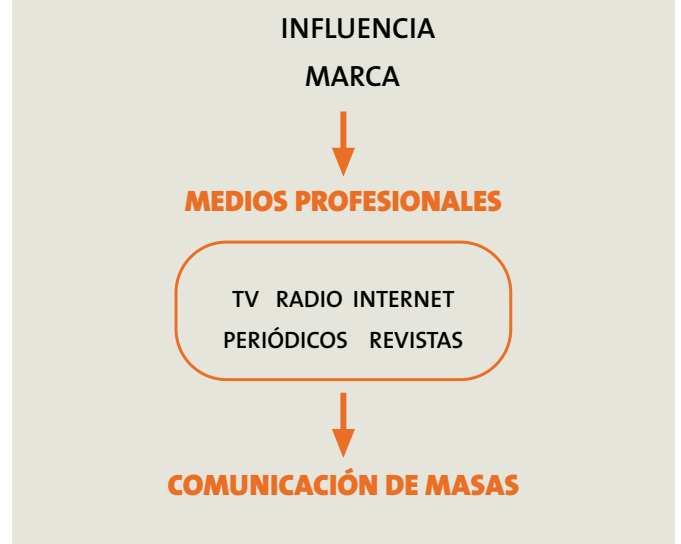 INFLUENCIA
MARCA
MEDIOS PROFESIONALES
TV RADIO INTERNET
PERIÓDICOS REVISTAS
COMUNICACIÓN DE MASAS